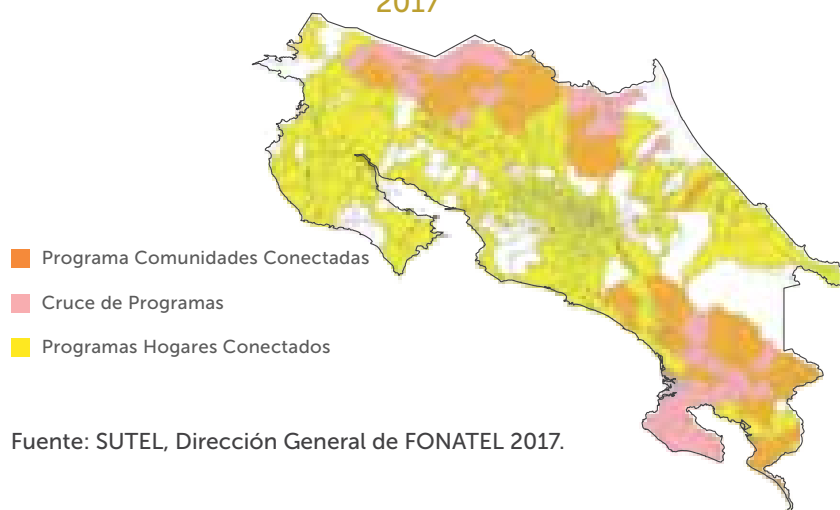 2017
Programa Comunidades Conectadas
Cruce de Programas
Programas Hogares Conectados
Fuente: SUTEL, Dirección General de FONATEL 2017.